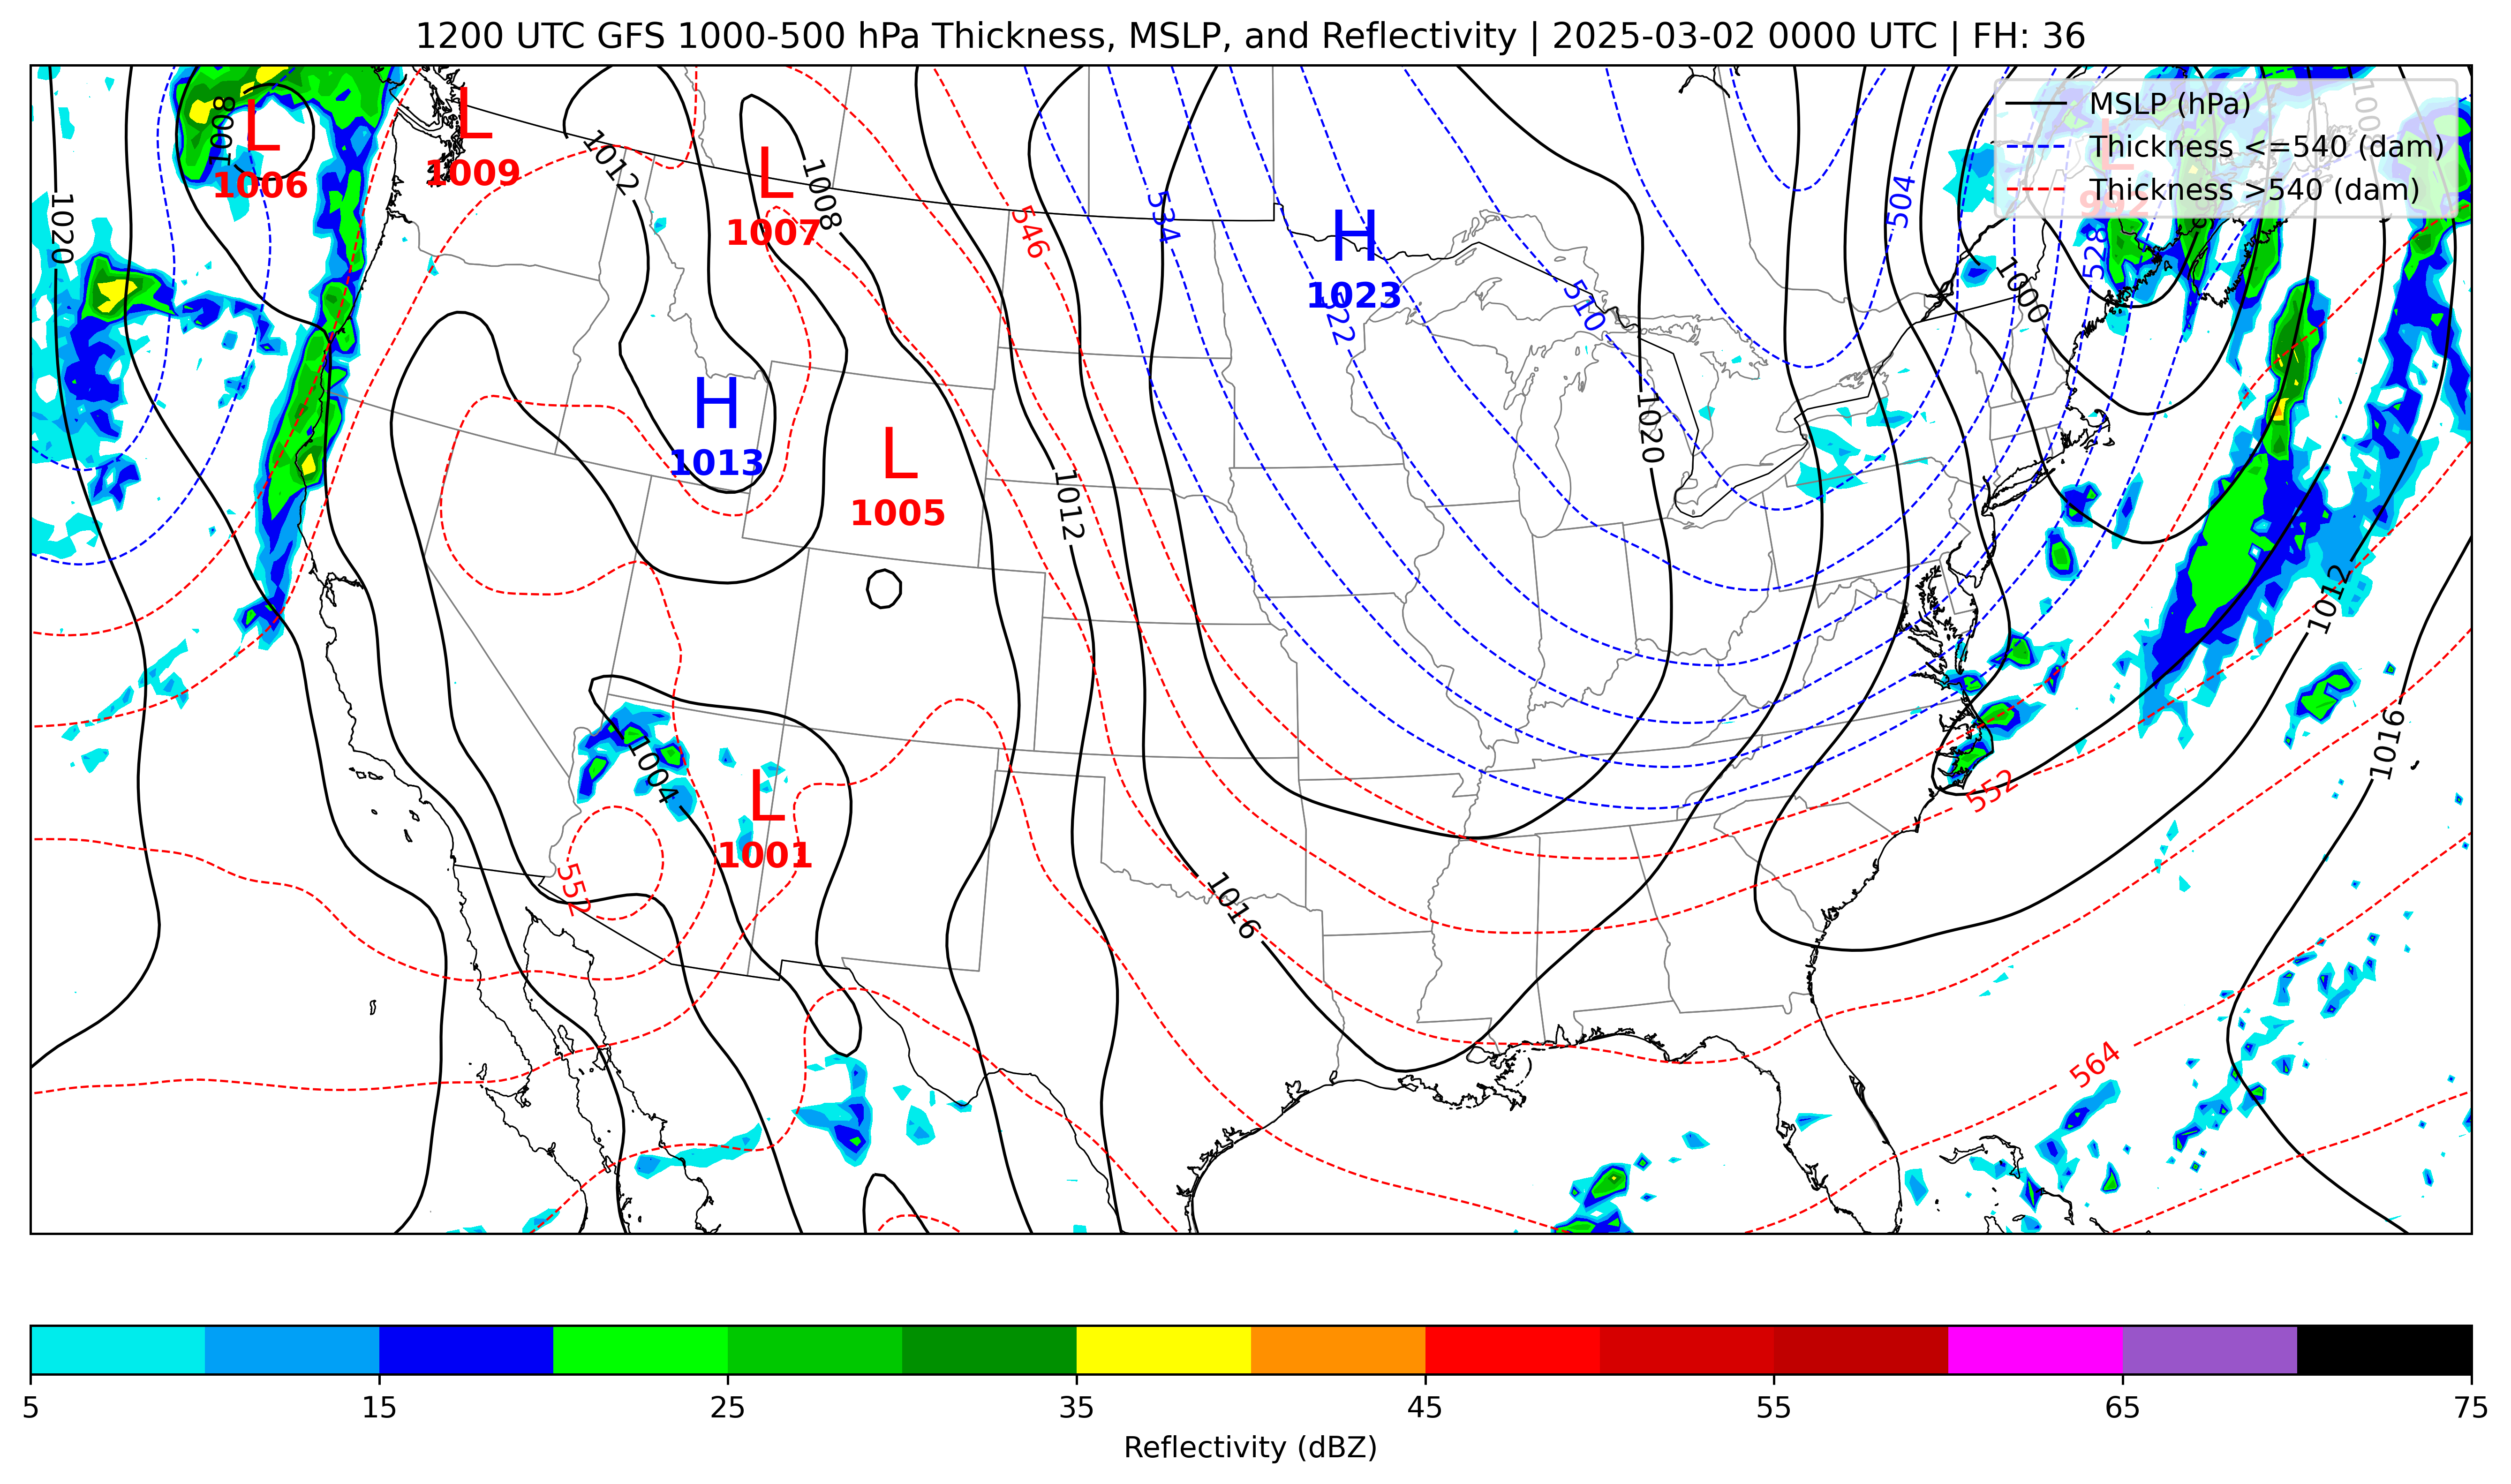 1200 UTC GFS 1000-500 hPa Thickness, MSLP, and Reflectivity | 2025-03-02 0000 UTC | FH: 36
MSLP (hPa)
Thickness <=540 (dam)
Thickness >540 (dam)
1008
L
1006
L
1009
1012
L
1007
1008
1020
546
534
H
1023
522
510
504
528
1000
1008
L
992
H
1013
L
1005
1012
1020
1012
1016
1004
L
1001
552
552
1016
564
5
15
25
35
45
55
65
75
Reflectivity (dBZ)